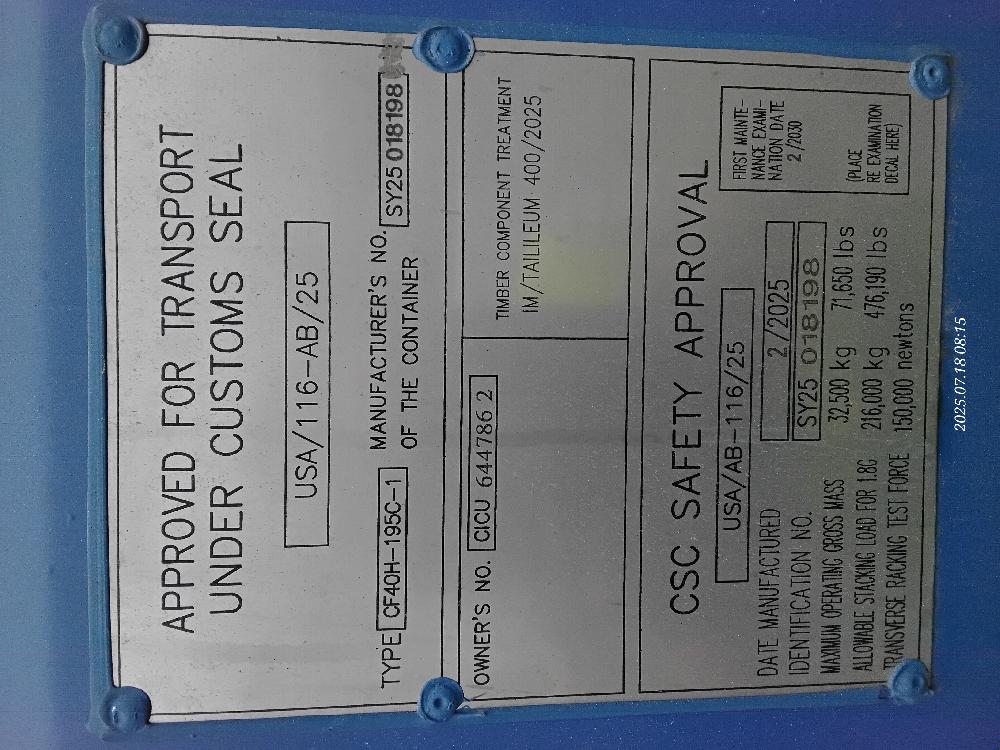 APPROVED FOR TRANSPORT
UNDER CUSTOMS SEAL
USA/116-AB/25
TYPE CF40H-195C-1 MANUFACTURER'S NO. OF THE CONTAINER SY25 018198
OWNER'S NO. CICU 644786 2
TIMBER COMPONENT TREATMENT
IM/TAILILEUM 400/2025
CSC SAFETY APPROVAL
USA/AB-116/25
DATE MANUFACTURED 2/2025
IDENTIFICATION NO. SY25 018198
MAXIMUM OPERATING GROSS MASS 32,500 kg 71,650 lbs
ALLOWABLE STACKING LOAD FOR 1.8G 216,000 kg 476,190 lbs
TRANSVERSE RACKING TEST FORCE 150,000 newtons
FIRST MAINTE-
NANCE EXAMI-
NATION DATE
2/2030
(PLACE
RE EXAMINATION
DECAL HERE)
2025.07.18 08:15